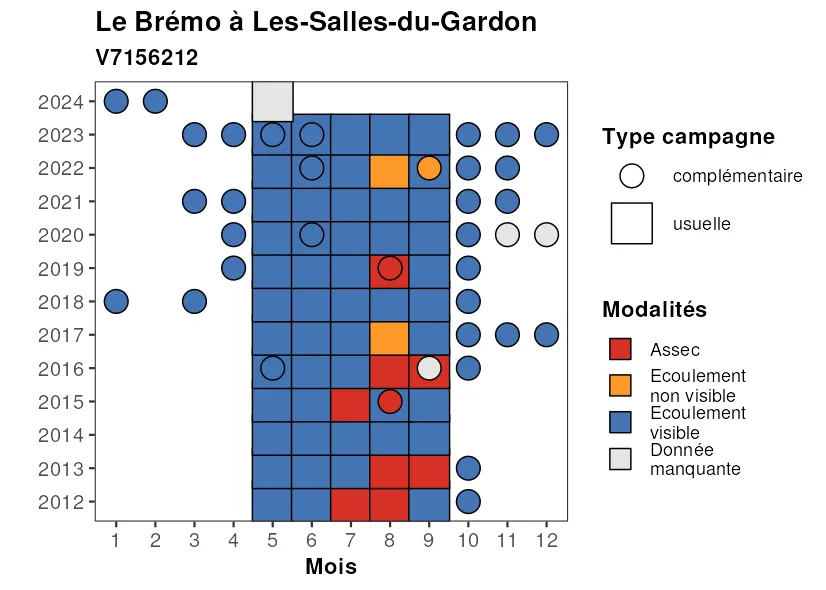 Le Brémo à Les-Salles-du-Gardon
V7156212
2024
2023
2022
2021
2020
2019
2018
2017
2016
2015
2014
2013
2012
1 2 3 4 5 6 7 8 9 10 11 12
Mois
Type campagne
complémentaire
usuelle
Modalités
Assec
Ecoulement
non visible
Ecoulement
visible
Donnée
manquante